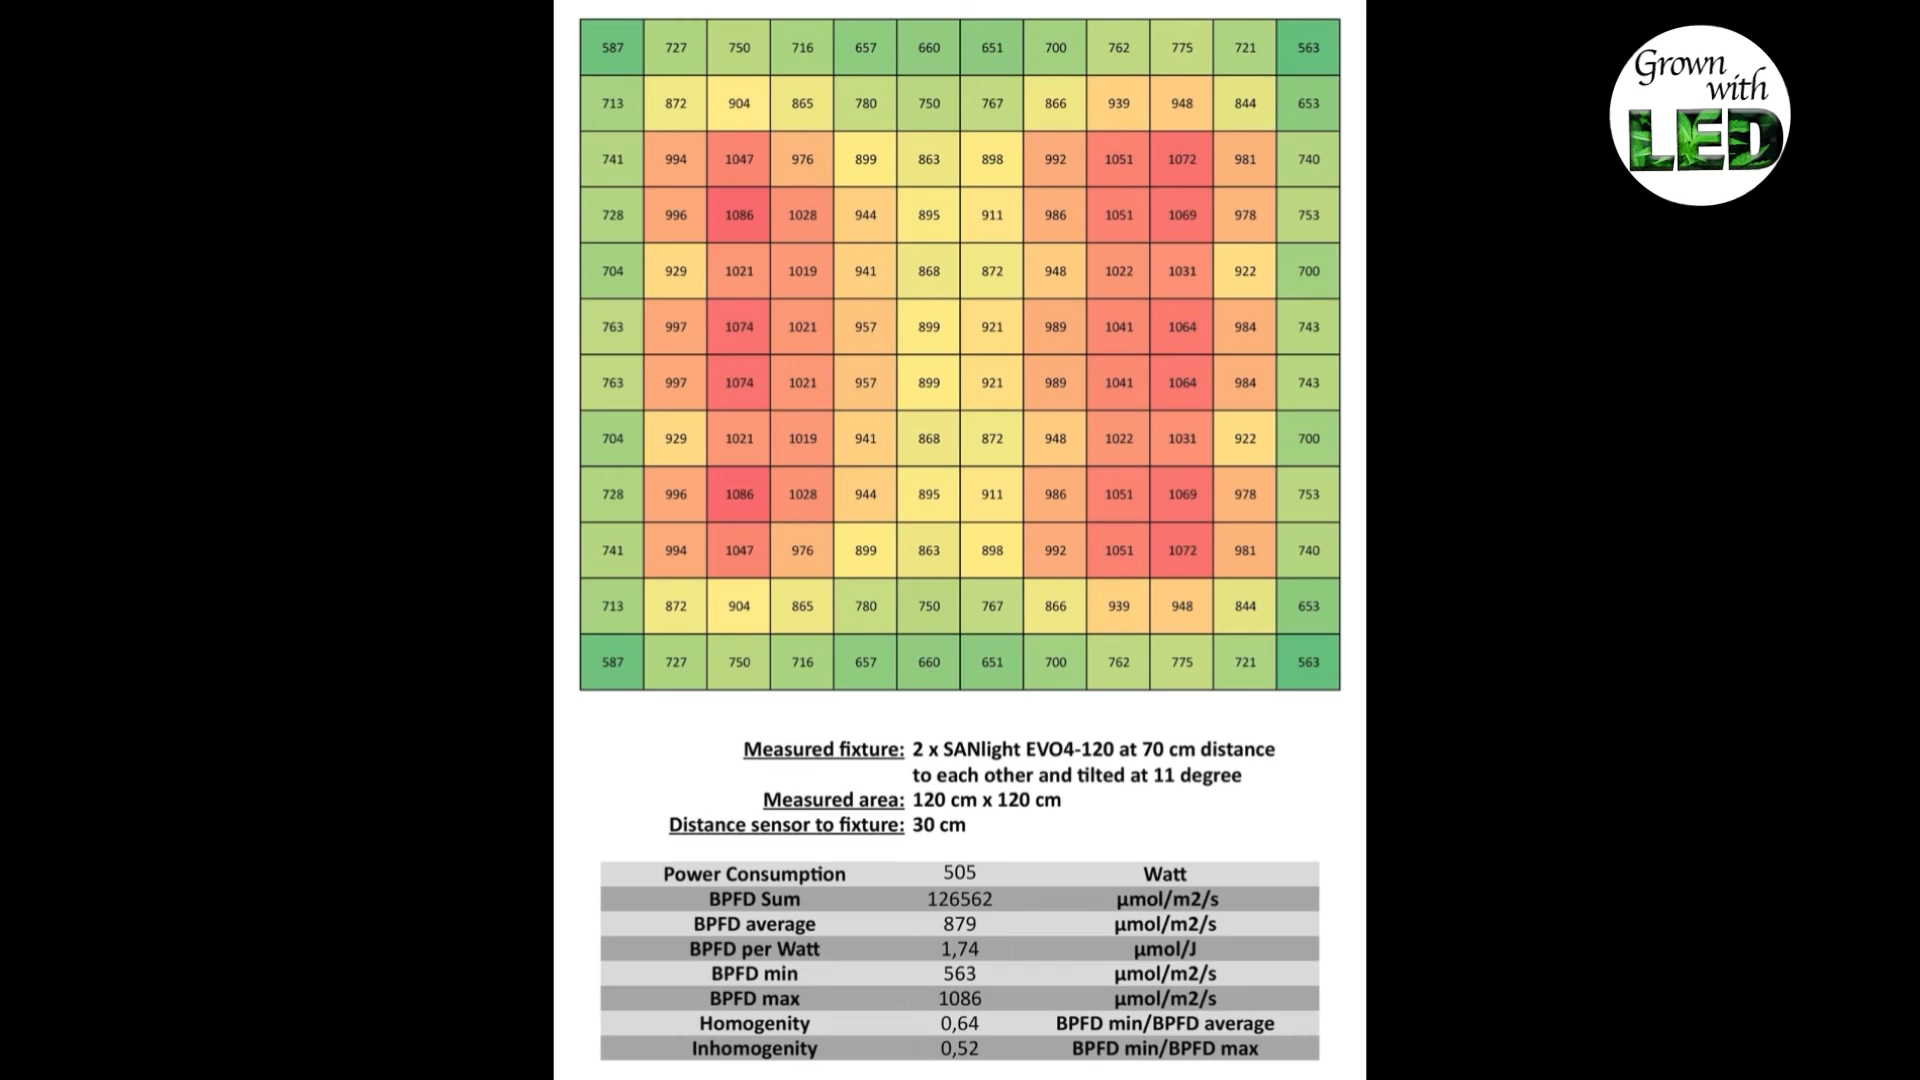 587 727 750 716 657 660 651 700 762 775 721 563
713 872 904 865 780 750 767 866 939 948 844 653
741 994 1047 976 899 863 898 992 1051 1072 981 740
728 996 1086 1028 944 895 911 986 1051 1069 978 753
704 929 1021 1019 941 868 872 948 1022 1031 922 700
763 997 1074 1021 957 899 921 989 1041 1064 984 743
763 997 1074 1021 957 899 921 989 1041 1064 984 743
704 929 1021 1019 941 868 872 948 1022 1031 922 700
728 996 1086 1028 944 895 911 986 1051 1069 978 753
741 994 1047 976 899 863 898 992 1051 1072 981 740
713 872 904 865 780 750 767 866 939 948 844 653
587 727 750 716 657 660 651 700 762 775 721 563
Measured fixture: 2 x SANlight EVO4-120 at 70 cm distance
to each other and tilted at 11 degree
Measured area: 120 cm x 120 cm
Distance sensor to fixture: 30 cm
Power Consumption 505 Watt
BPFD Sum 126562 µmol/m2/s
BPFD average 879 µmol/m2/s
BPFD per Watt 1,74 µmol/J
BPFD min 563 µmol/m2/s
BPFD max 1086 µmol/m2/s
Homogenity 0,64 BPFD min/BPFD average
Inhomogenity 0,52 BPFD min/BPFD max
Grown
with
LED